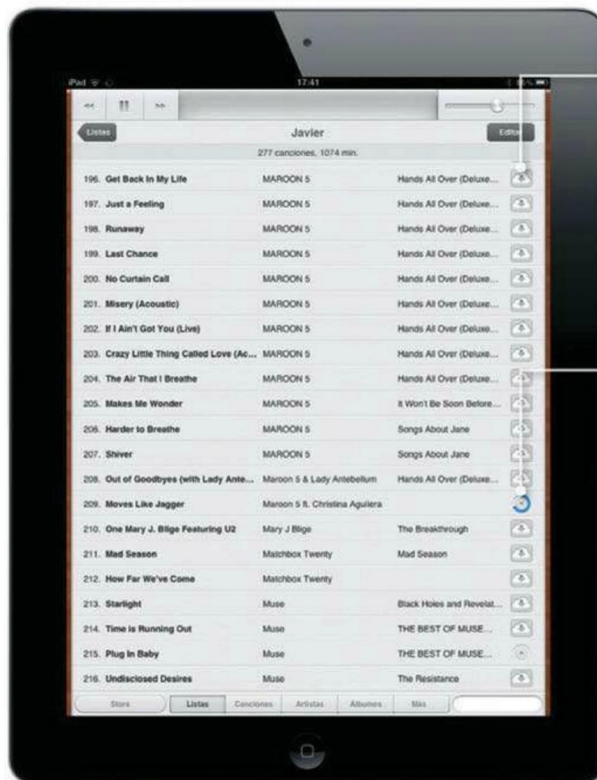 iPad 17:41
Listas Javier Editar
277 canciones, 1074 min.
196. Get Back In My Life MAROON 5 Hands All Over (Deluxe...
197. Just a Feeling MAROON 5 Hands All Over (Deluxe...
198. Runaway MAROON 5 Hands All Over (Deluxe...
199. Last Chance MAROON 5 Hands All Over (Deluxe...
200. No Curtain Call MAROON 5 Hands All Over (Deluxe...
201. Misery (Acoustic) MAROON 5 Hands All Over (Deluxe...
202. If I Ain't Got You (Live) MAROON 5 Hands All Over (Deluxe...
203. Crazy Little Thing Called Love (Ac... MAROON 5 Hands All Over (Deluxe...
204. The Air That I Breathe MAROON 5 Hands All Over (Deluxe...
205. Makes Me Wonder MAROON 5 It Won't Be Soon Before...
206. Harder to Breathe MAROON 5 Songs About Jane
207. Shiver MAROON 5 Songs About Jane
208. Out of Goodbyes (with Lady Ante... Maroon 5 & Lady Antebellum Hands All Over (Deluxe...
209. Moves Like Jagger Maroon 5 ft. Christina Aguilera
210. One Mary J. Blige Featuring U2 Mary J Blige The Breakthrough
211. Mad Season Matchbox Twenty Mad Season
212. How Far We've Come Matchbox Twenty
213. Starlight Muse Black Holes and Revelat...
214. Time is Running Out Muse THE BEST OF MUSE...
215. Plug In Baby Muse THE BEST OF MUSE...
216. Undisclosed Desires Muse The Resistance
Store Listas Canciones Artistas Álbumes Más